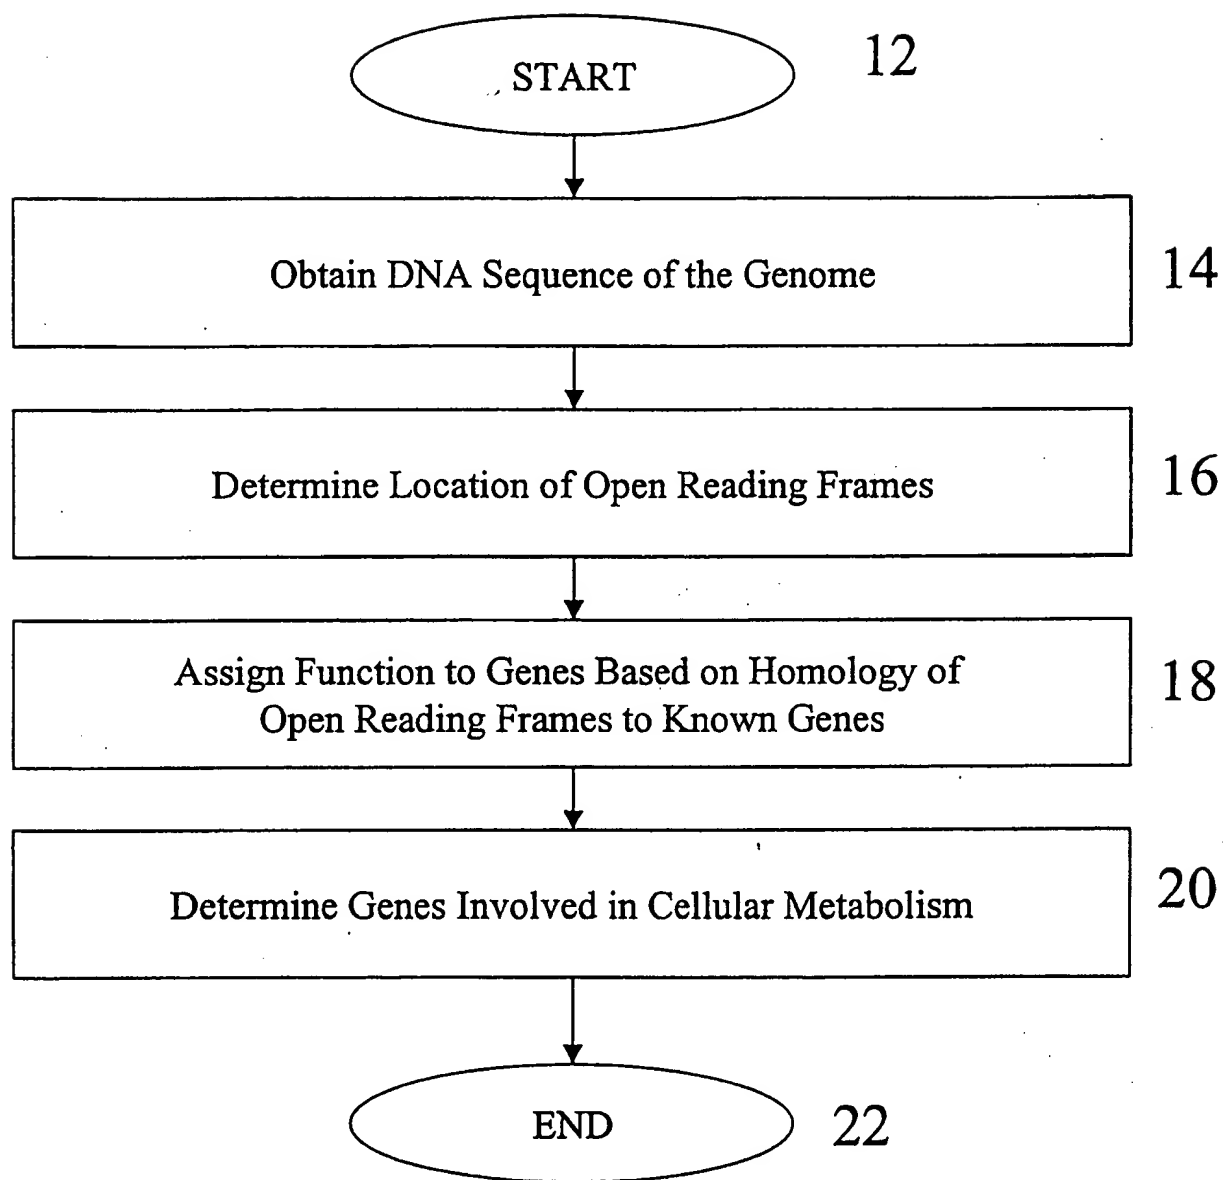 START 12
Obtain DNA Sequence of the Genome 14
Determine Location of Open Reading Frames 16
Assign Function to Genes Based on Homology of
Open Reading Frames to Known Genes 18
Determine Genes Involved in Cellular Metabolism 20
END 22